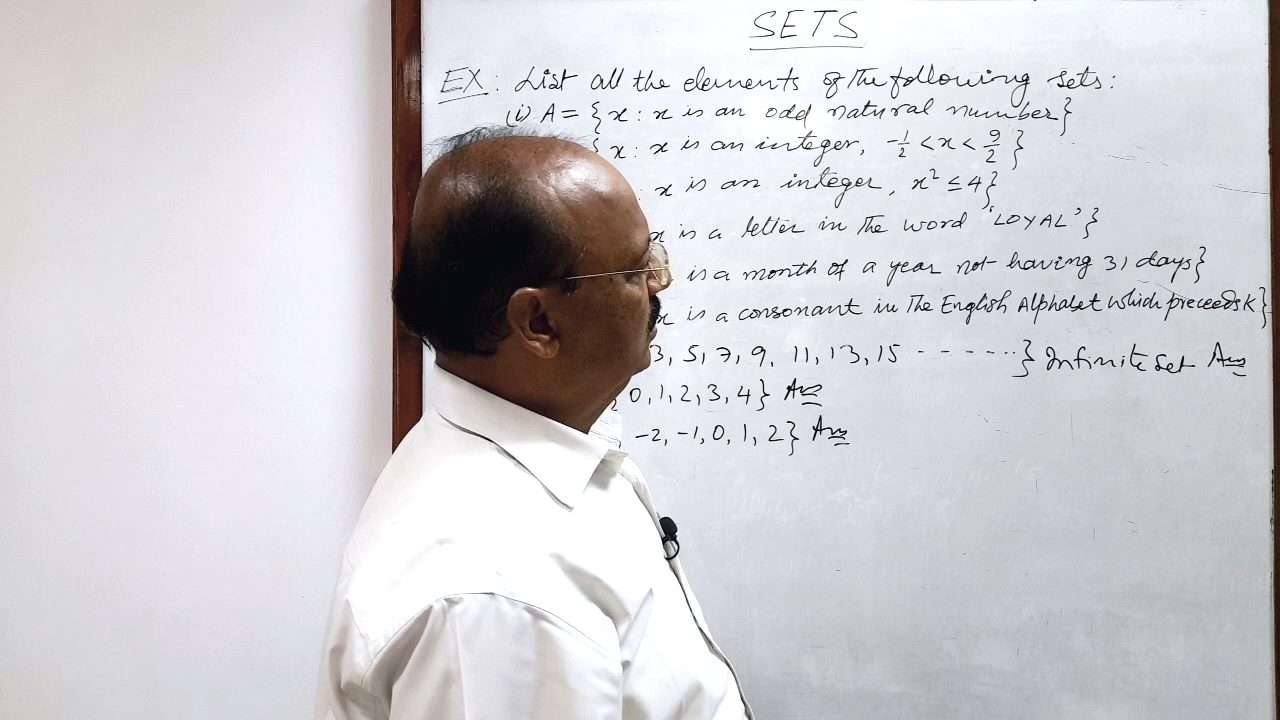 SETS
EX: List all the elements of the following sets:
(i) A = {x : x is an odd natural number}
{x : x is an integer, -1/2 < x < 9/2}
: x is an integer, x² ≤ 4}
x is a letter in the word 'LOYAL'}
is a month of a year not having 31 days}
x is a consonant in the English Alphabet which preceeds K}
3, 5, 7, 9, 11, 13, 15 - - - - - - } Infinite set Ans
{ 0, 1, 2, 3, 4} Ans
{ -2, -1, 0, 1, 2} Ans